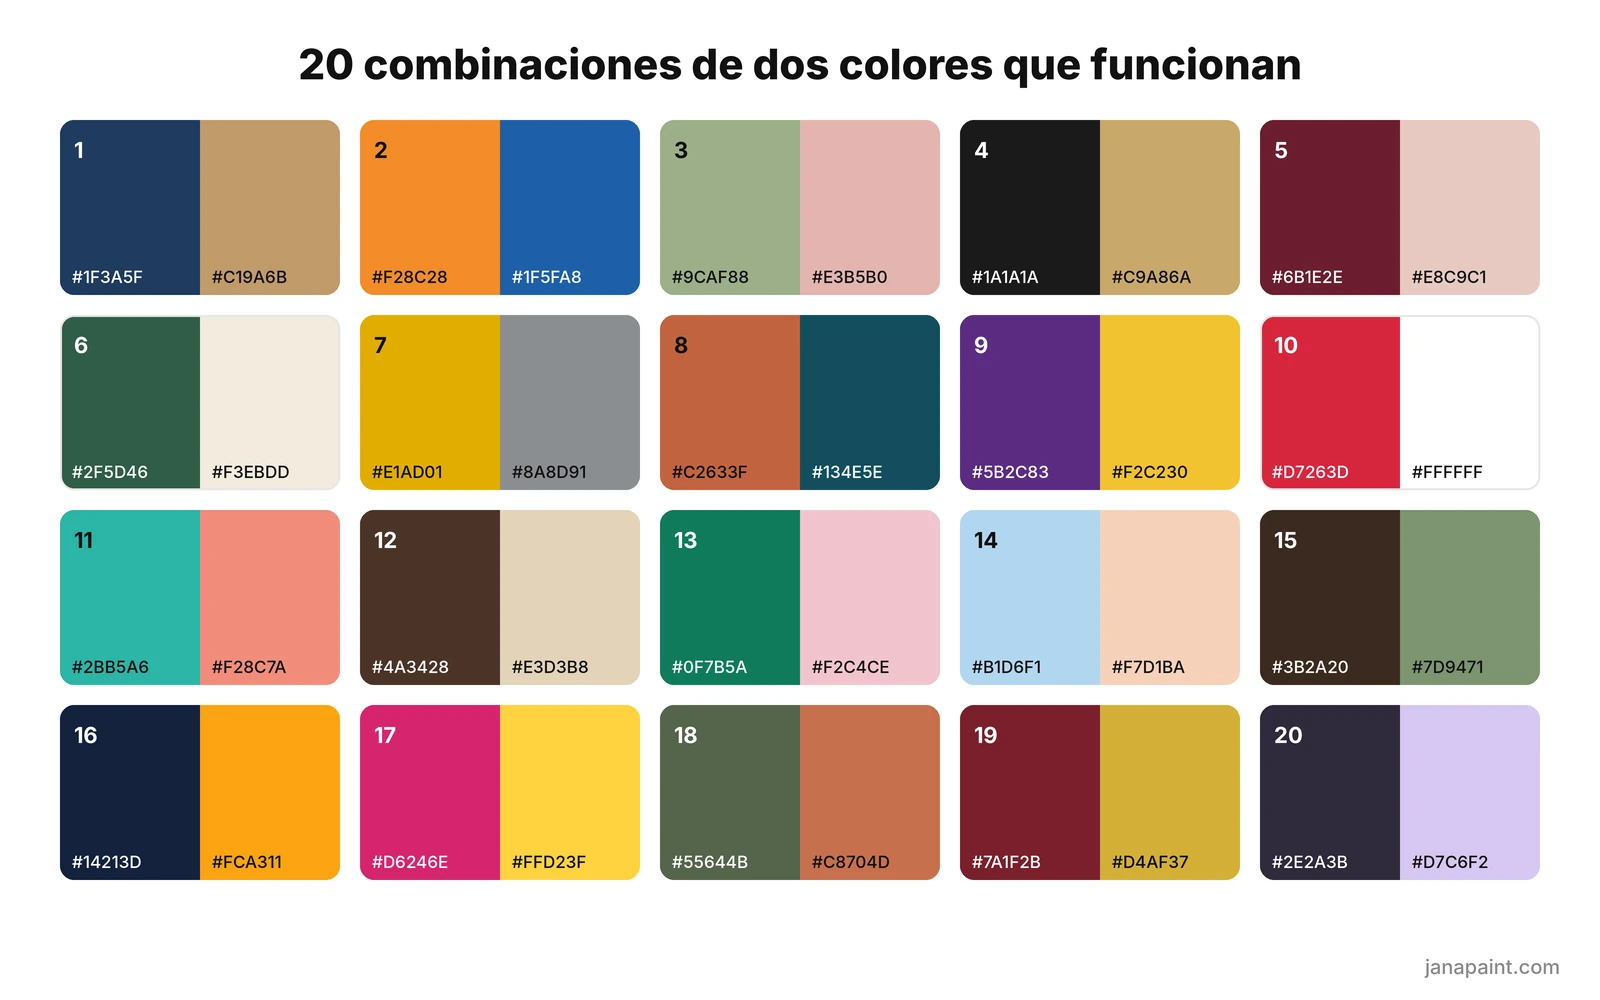 20 combinaciones de dos colores que funcionan
1
#1F3A5F
#C19A6B
2
#F28C28
#1F5FA8
3
#9CAF88
#E3B5B0
4
#1A1A1A
#C9A86A
5
#6B1E2E
#E8C9C1
6
#2F5D46
#F3EBDD
7
#E1AD01
#8A8D91
8
#C2633F
#134E5E
9
#5B2C83
#F2C230
10
#D7263D
#FFFFFF
11
#2BB5A6
#F28C7A
12
#4A3428
#E3D3B8
13
#0F7B5A
#F2C4CE
14
#B1D6F1
#F7D1BA
15
#3B2A20
#7D9471
16
#14213D
#FCA311
17
#D6246E
#FFD23F
18
#55644B
#C8704D
19
#7A1F2B
#D4AF37
20
#2E2A3B
#D7C6F2
janapaint.com